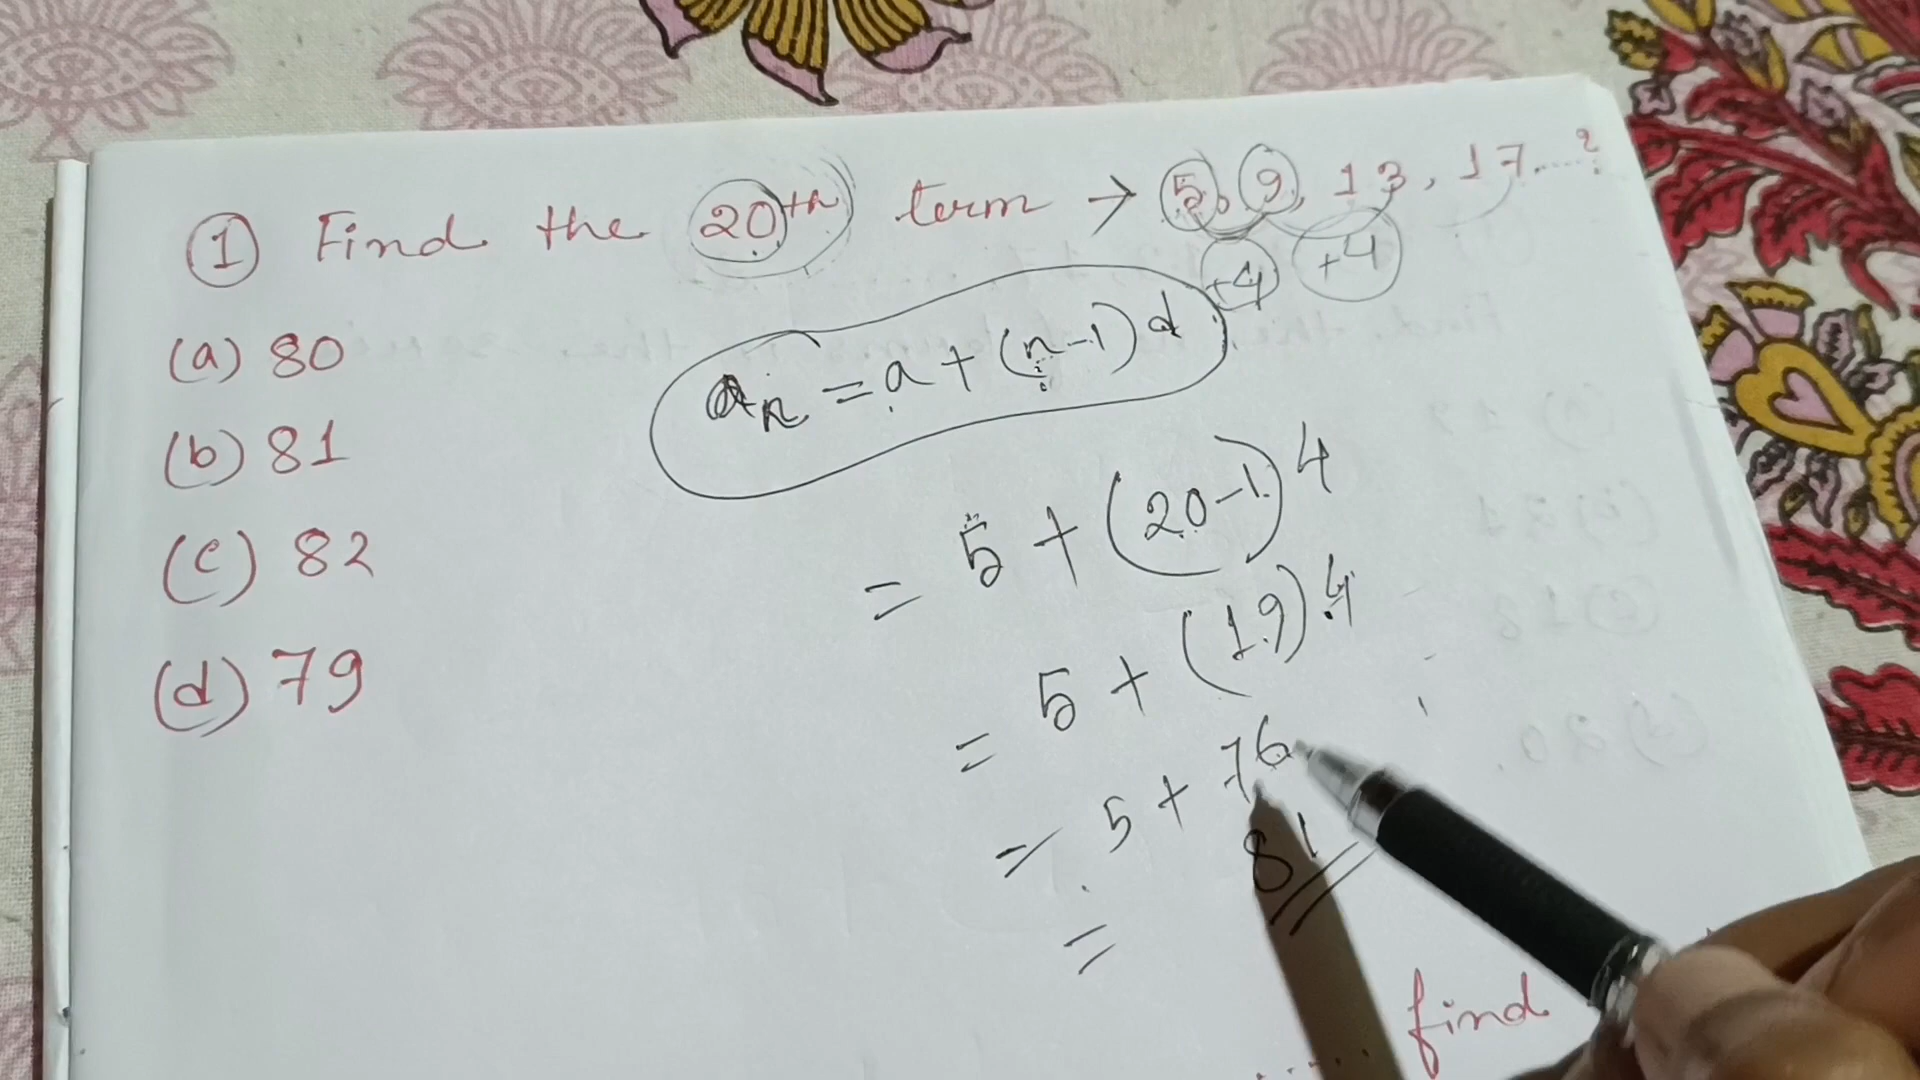 ① Find the 20th term → 5, 9, 13, 17.....?
+4 +4
(a) 80
an = a + (n-1) d
(b) 81
= 5 + (20-1) 4
(c) 82
= 5 + (19) 4
(d) 79
= 5 + 76
= 81
...... find